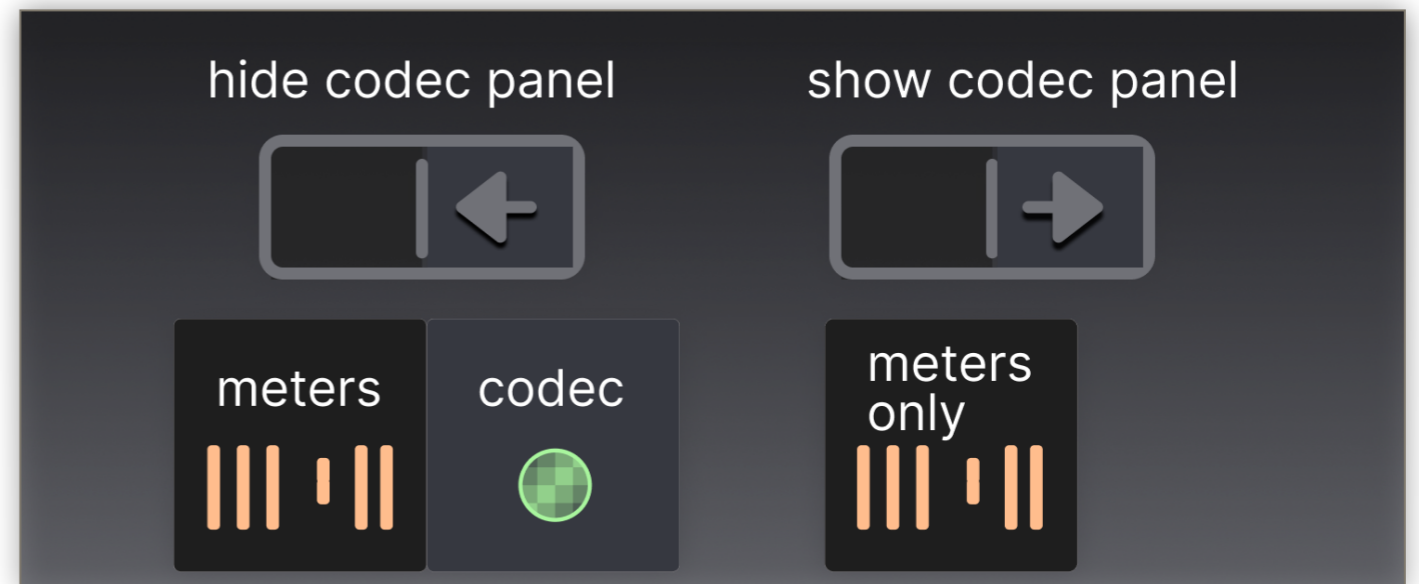 hide codec panel
show codec panel
meters
codec
meters
only